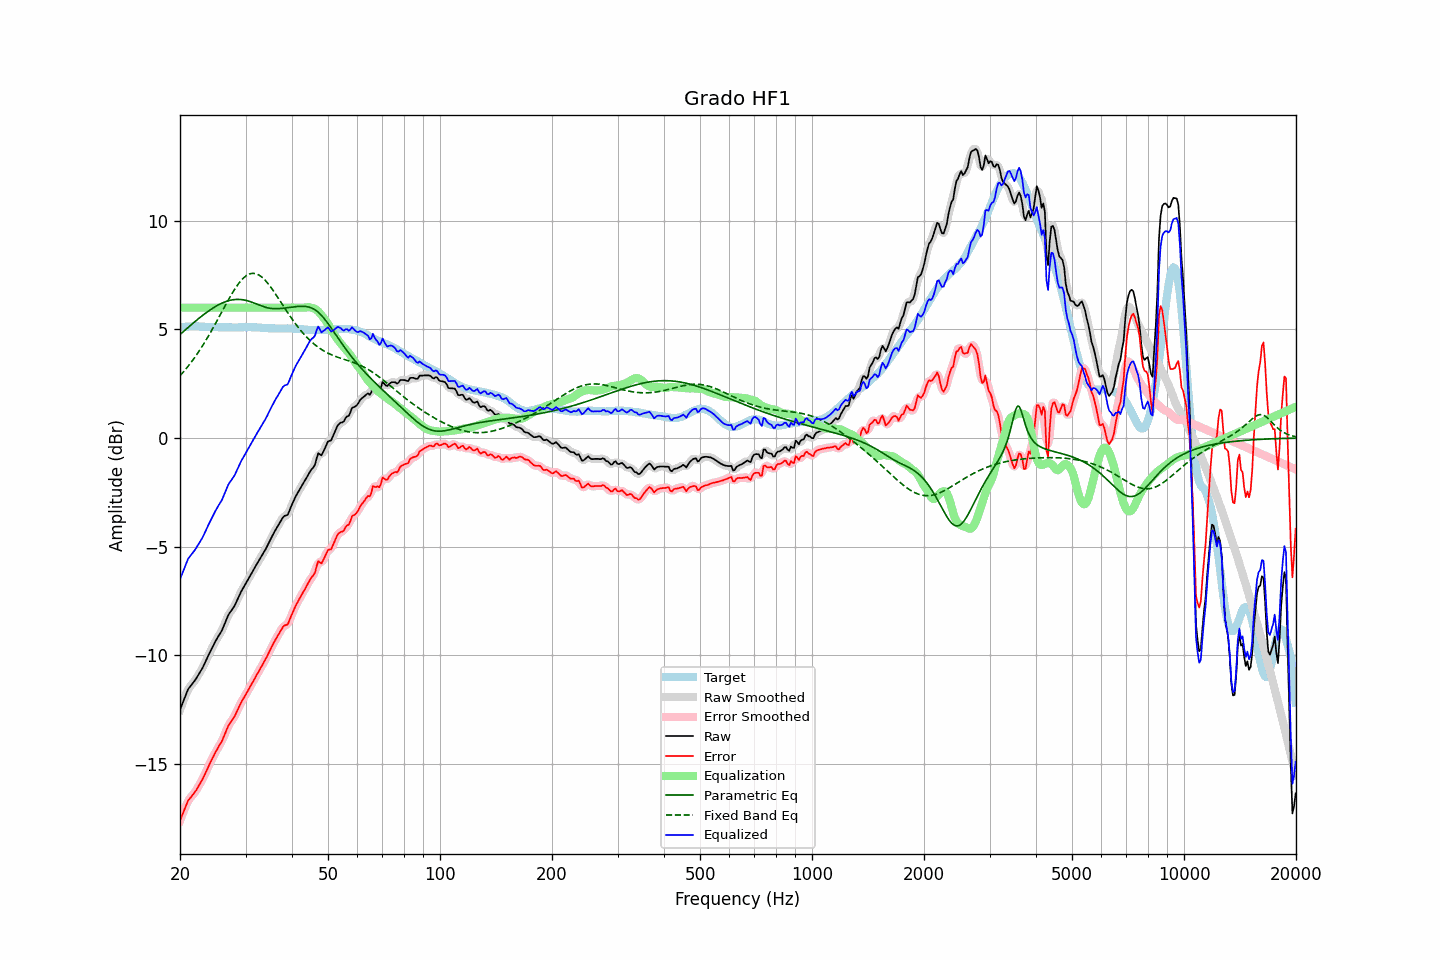 Grado HF1
Amplitude (dBr)
10
5
0
−5
−10
−15
Target
Raw Smoothed
Error Smoothed
Raw
Error
Equalization
Parametric Eq
Fixed Band Eq
Equalized
20 50 100 200 500 1000 2000 5000 10000 20000
Frequency (Hz)